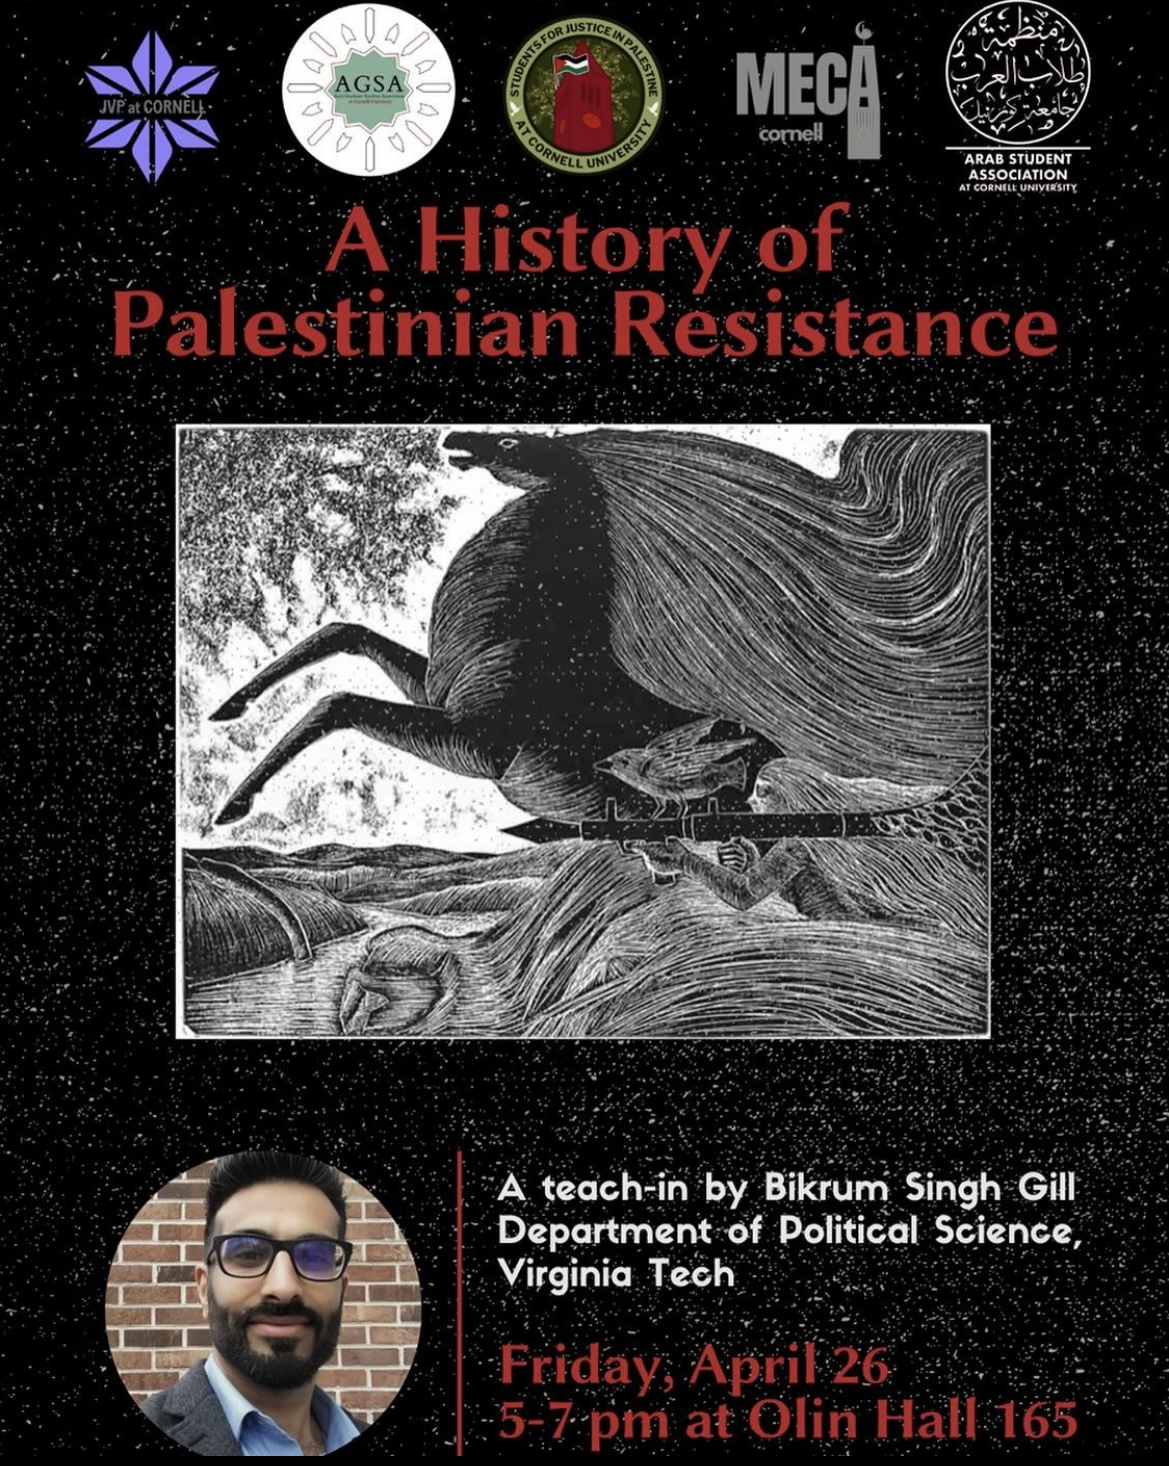 JVP at CORNELL
AGSA
STUDENTS FOR JUSTICE IN PALESTINE
AT CORNELL UNIVERSITY
MECA
cornell
منظمة
طلاب العرب
جامعة كورنيل
ARAB STUDENT
ASSOCIATION
AT CORNELL UNIVERSITY
A History of
Palestinian Resistance
A teach-in by Bikrum Singh Gill
Department of Political Science,
Virginia Tech
Friday, April 26
5-7 pm at Olin Hall 165